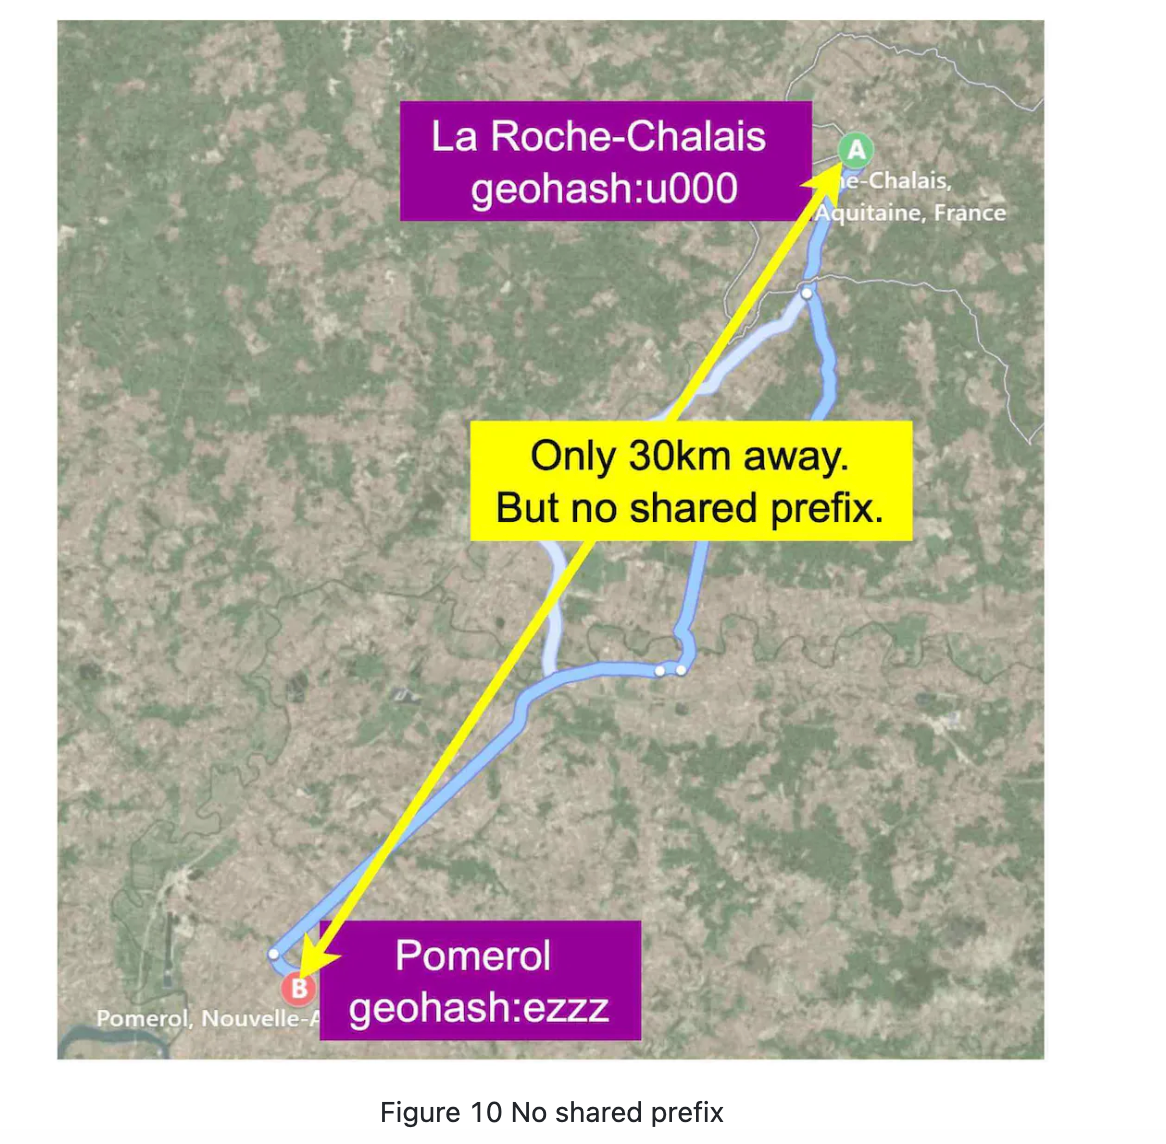 La Roche-Chalais
geohash:u000
A
he-Chalais,
Aquitaine, France
Only 30km away.
But no shared prefix.
Pomerol
geohash:ezzz
B
Pomerol, Nouvelle-A
Figure 10 No shared prefix